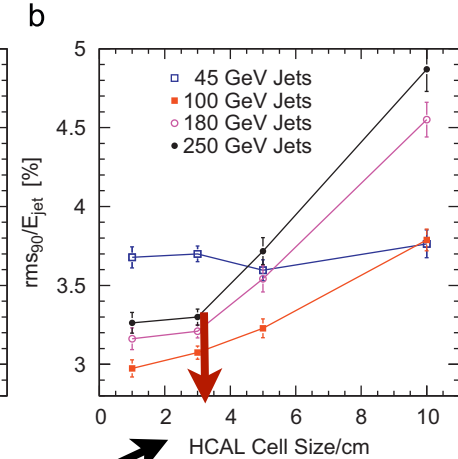 b
5
4.5
4
3.5
3
rms90/Ejet [%]
45 GeV Jets
100 GeV Jets
180 GeV Jets
250 GeV Jets
0 2 4 6 8 10
HCAL Cell Size/cm